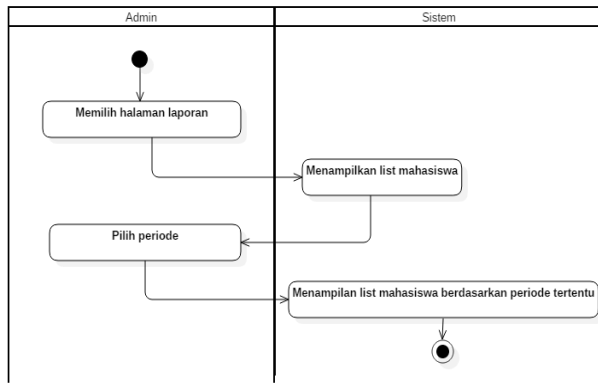 Admin
Sistem
Memilih halaman laporan
Menampilkan list mahasiswa
Pilih periode
Menampilan list mahasiswa berdasarkan periode tertentu